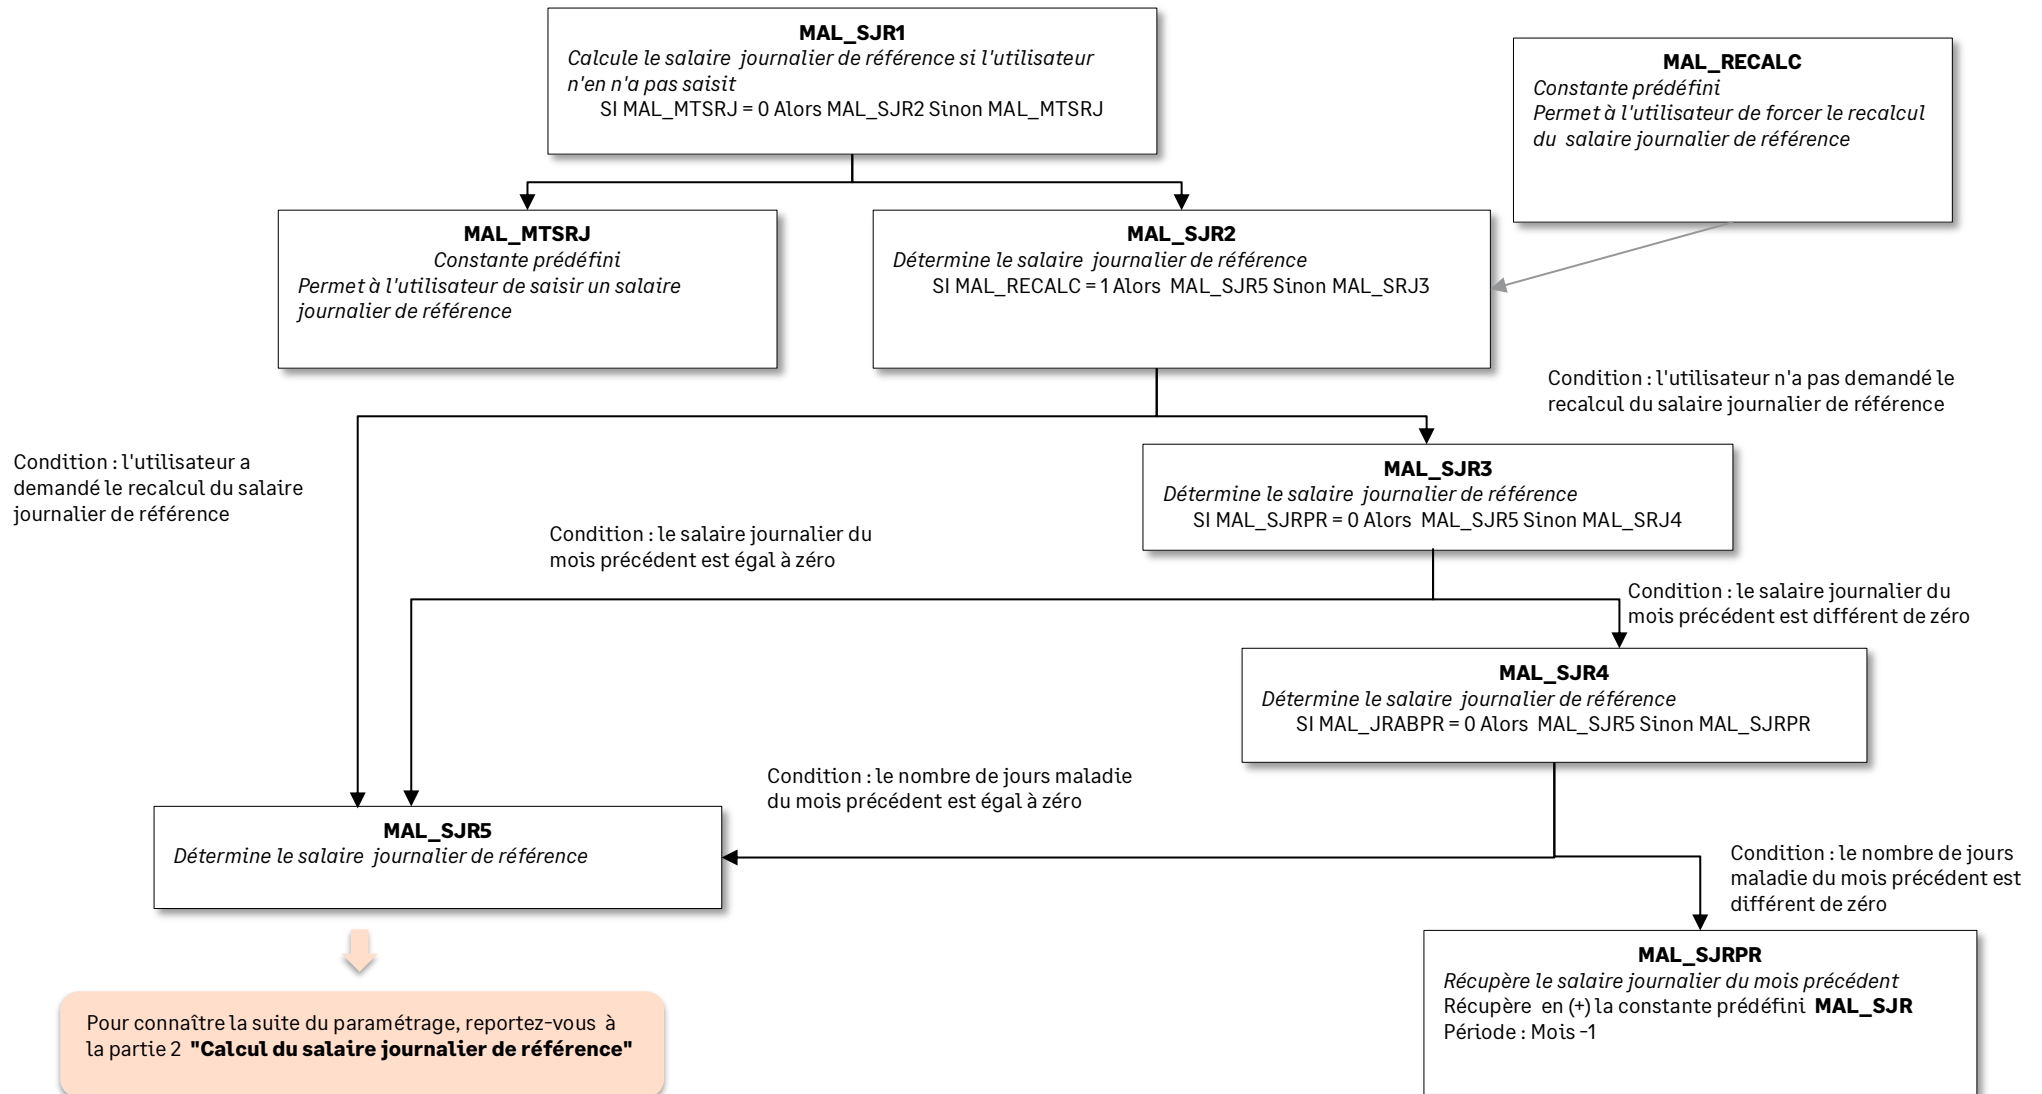 MAL_SJR1
Calcule le salaire journalier de référence si l'utilisateur
n'en n'a pas saisit
SI MAL_MTSRJ = 0 Alors MAL_SJR2 Sinon MAL_MTSRJ
MAL_RECALC
Constante prédéfini
Permet à l'utilisateur de forcer le recalcul
du salaire journalier de référence
MAL_MTSRJ
Constante prédéfini
Permet à l'utilisateur de saisir un salaire
journalier de référence
MAL_SJR2
Détermine le salaire journalier de référence
SI MAL_RECALC = 1 Alors MAL_SJR5 Sinon MAL_SRJ3
Condition : l'utilisateur n'a pas demandé le
recalcul du salaire journalier de référence
Condition : l'utilisateur a
demandé le recalcul du salaire
journalier de référence
MAL_SJR3
Détermine le salaire journalier de référence
SI MAL_SJRPR = 0 Alors MAL_SJR5 Sinon MAL_SRJ4
Condition : le salaire journalier du
mois précédent est égal à zéro
Condition : le salaire journalier du
mois précédent est différent de zéro
MAL_SJR4
Détermine le salaire journalier de référence
SI MAL_JRABPR = 0 Alors MAL_SJR5 Sinon MAL_SJRPR
Condition : le nombre de jours maladie
du mois précédent est égal à zéro
MAL_SJR5
Détermine le salaire journalier de référence
Condition : le nombre de jours
maladie du mois précédent est
différent de zéro
MAL_SJRPR
Récupère le salaire journalier du mois précédent
Récupère en (+) la constante prédéfini MAL_SJR
Période : Mois -1
Pour connaître la suite du paramétrage, reportez-vous à
la partie 2 "Calcul du salaire journalier de référence"